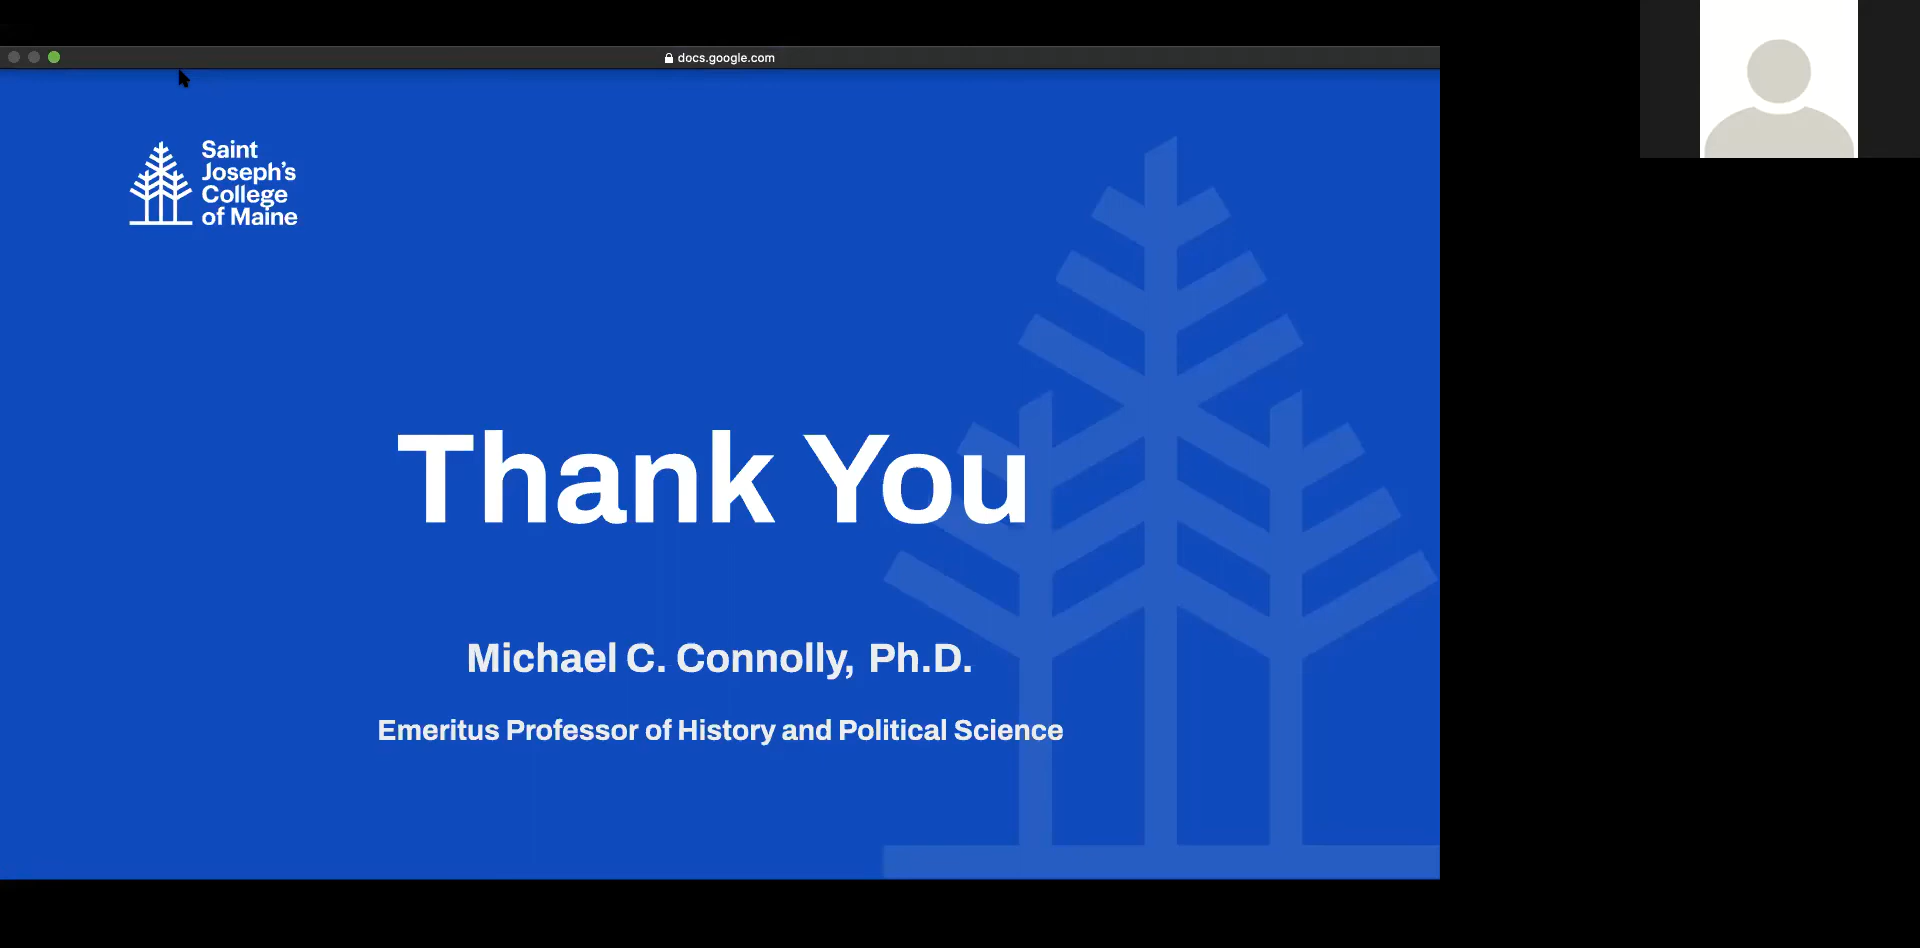 docs.google.com
Saint
Joseph's
College
of Maine
Thank You
Michael C. Connolly, Ph.D.
Emeritus Professor of History and Political Science